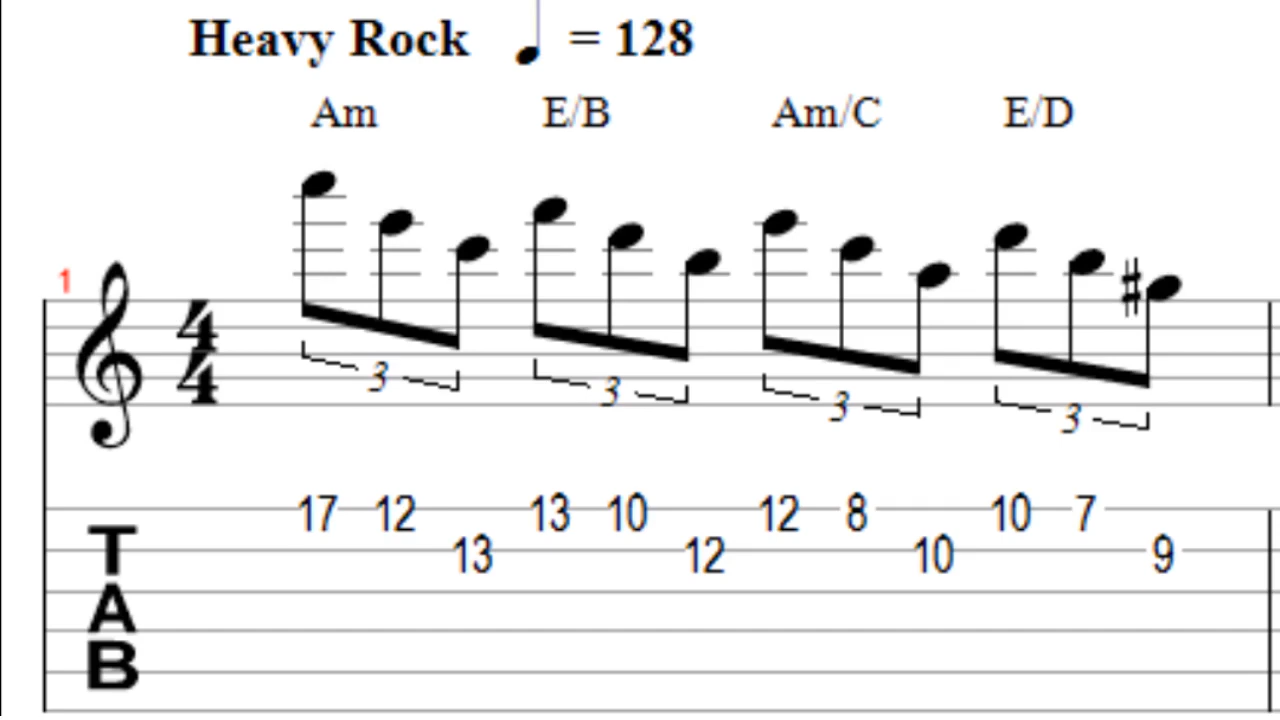 Heavy Rock ♩ = 128
Am E/B Am/C E/D
1
4
4
3 3 3 3
17 12 13 10 12 8 10 7
13 12 10 9
T
A
B